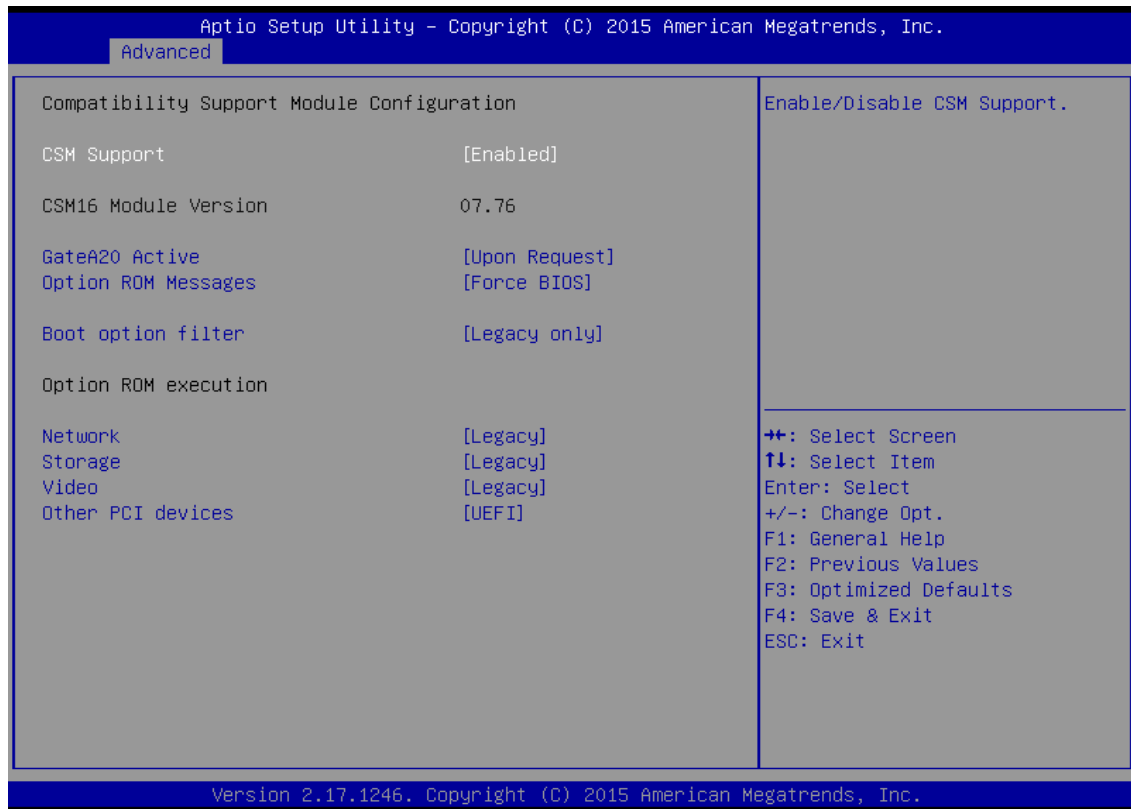 Aptio Setup Utility – Copyright (C) 2015 American Megatrends, Inc.
Advanced
Compatibility Support Module Configuration
CSM Support [Enabled]
CSM16 Module Version 07.76
GateA20 Active [Upon Request]
Option ROM Messages [Force BIOS]
Boot option filter [Legacy only]
Option ROM execution
Network [Legacy]
Storage [Legacy]
Video [Legacy]
Other PCI devices [UEFI]
Enable/Disable CSM Support.
→←: Select Screen
↑↓: Select Item
Enter: Select
+/-: Change Opt.
F1: General Help
F2: Previous Values
F3: Optimized Defaults
F4: Save & Exit
ESC: Exit
Version 2.17.1246. Copyright (C) 2015 American Megatrends, Inc.